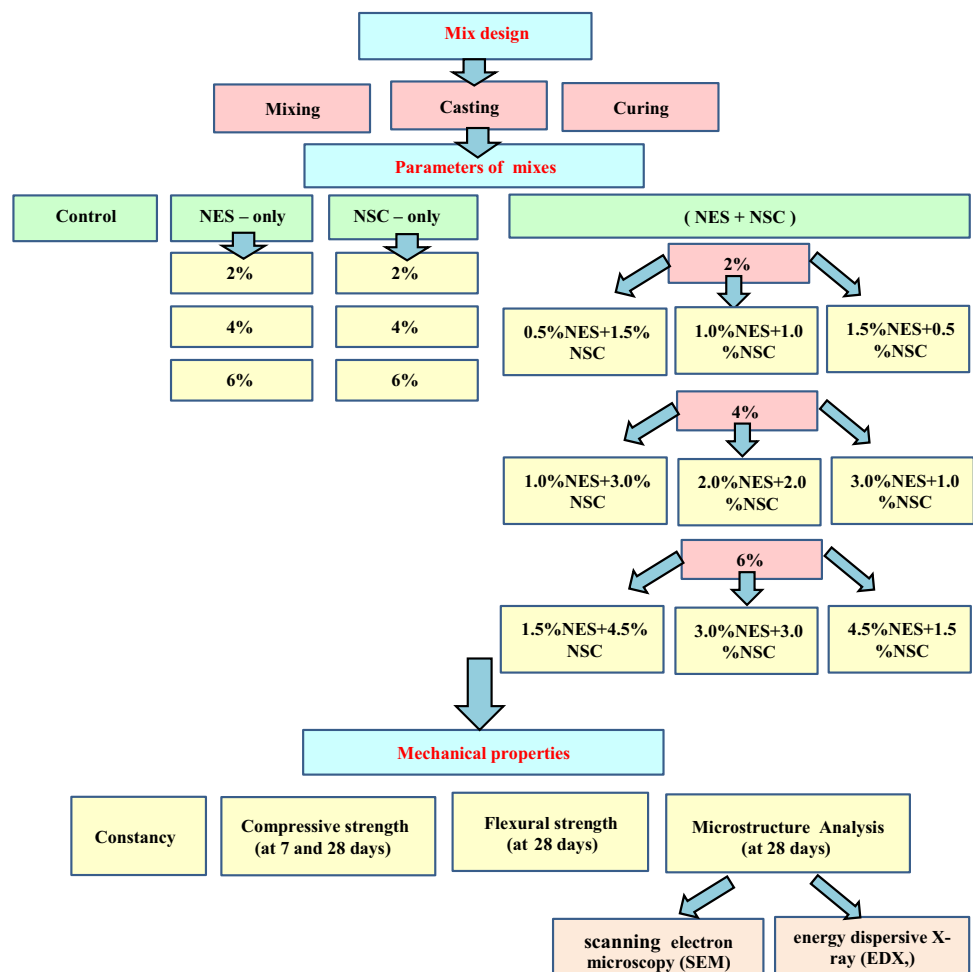 Mix design
Mixing
Casting
Curing
Parameters of mixes
Control
NES – only
NSC – only
( NES + NSC )
2%
4%
6%
2%
4%
6%
2%
0.5%NES+1.5%
NSC
1.0%NES+1.0
%NSC
1.5%NES+0.5
%NSC
4%
1.0%NES+3.0%
NSC
2.0%NES+2.0
%NSC
3.0%NES+1.0
%NSC
6%
1.5%NES+4.5%
NSC
3.0%NES+3.0
%NSC
4.5%NES+1.5
%NSC
Mechanical properties
Constancy
Compressive strength
(at 7 and 28 days)
Flexural strength
(at 28 days)
Microstructure Analysis
(at 28 days)
scanning electron
microscopy (SEM)
energy dispersive X-
ray (EDX,)